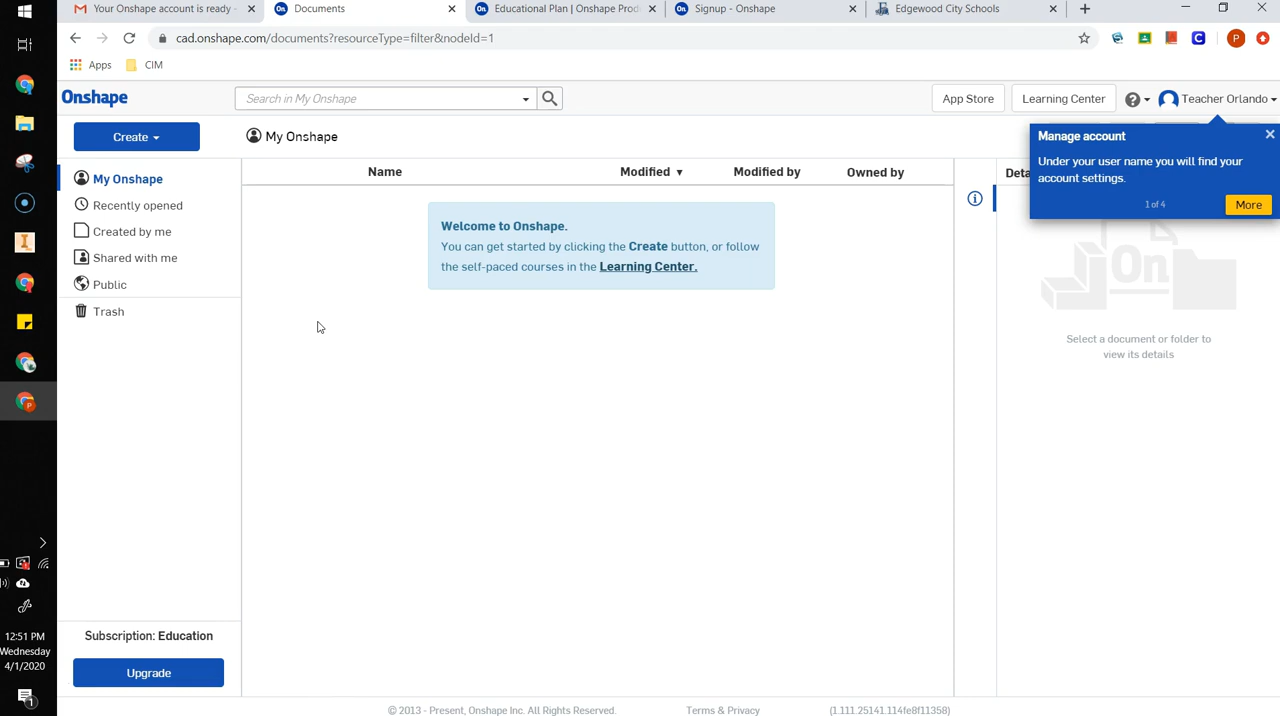 Your Onshape account is ready -
Documents
Educational Plan | Onshape Prod
Signup - Onshape
Edgewood City Schools
cad.onshape.com/documents?resourceType=filter&nodeId=1
Apps
CIM
Onshape
Search in My Onshape
App Store
Learning Center
Teacher Orlando
Create
My Onshape
Manage account
Under your user name you will find your
account settings.
1 of 4
More
Name
Modified
Modified by
Owned by
Deta
My Onshape
Recently opened
Created by me
Shared with me
Public
Trash
Welcome to Onshape.
You can get started by clicking the Create button, or follow
the self-paced courses in the Learning Center.
On
Select a document or folder to
view its details
Subscription: Education
Upgrade
12:51 PM
Wednesday
4/1/2020
1
© 2013 - Present, Onshape Inc. All Rights Reserved.
Terms & Privacy
(1.111.25141.114fe8f11358)